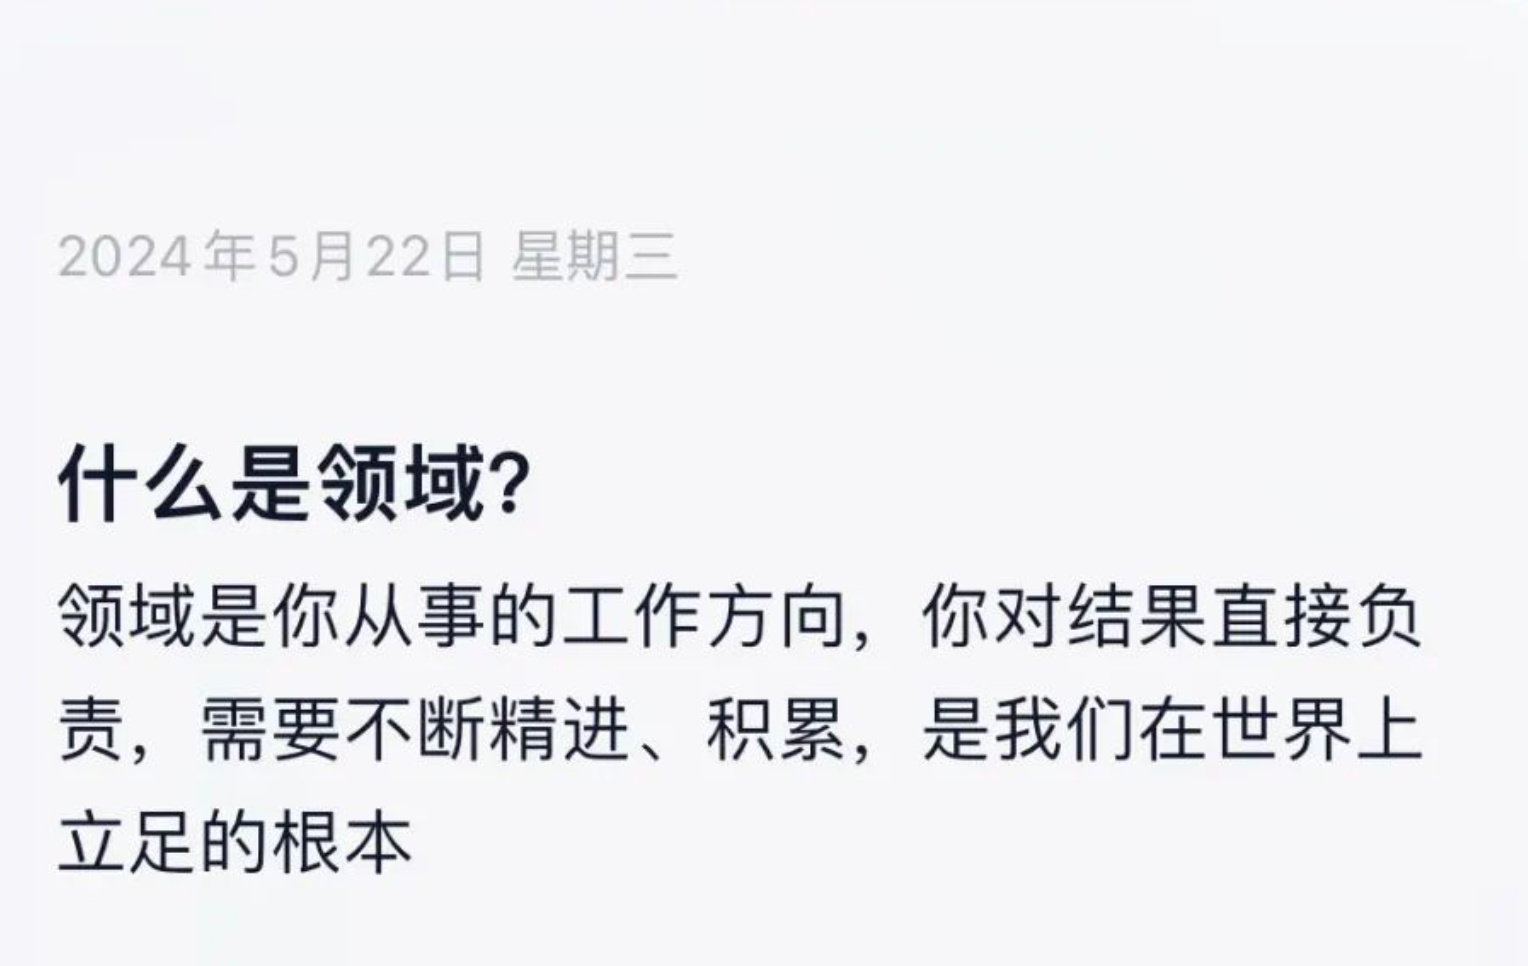 2024年5月22日 星期三
什么是领域?
领域是你从事的工作方向，你对结果直接负
责，需要不断精进、积累，是我们在世界上
立足的根本